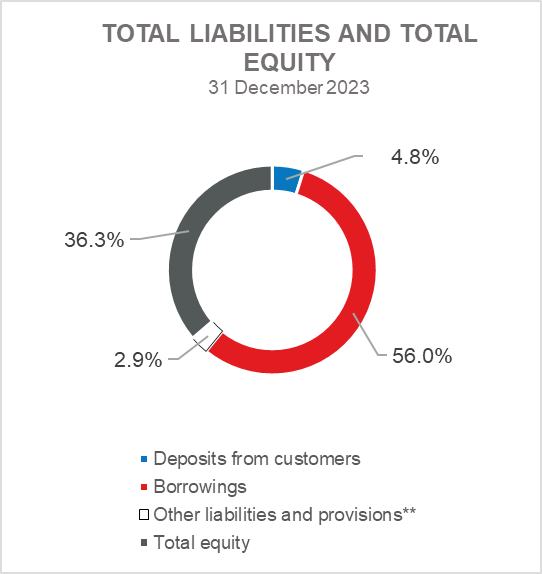 TOTAL LIABILITIES AND TOTAL
EQUITY
31 December 2023
4.8%
36.3%
2.9%
56.0%
Deposits from customers
Borrowings
Other liabilities and provisions**
Total equity